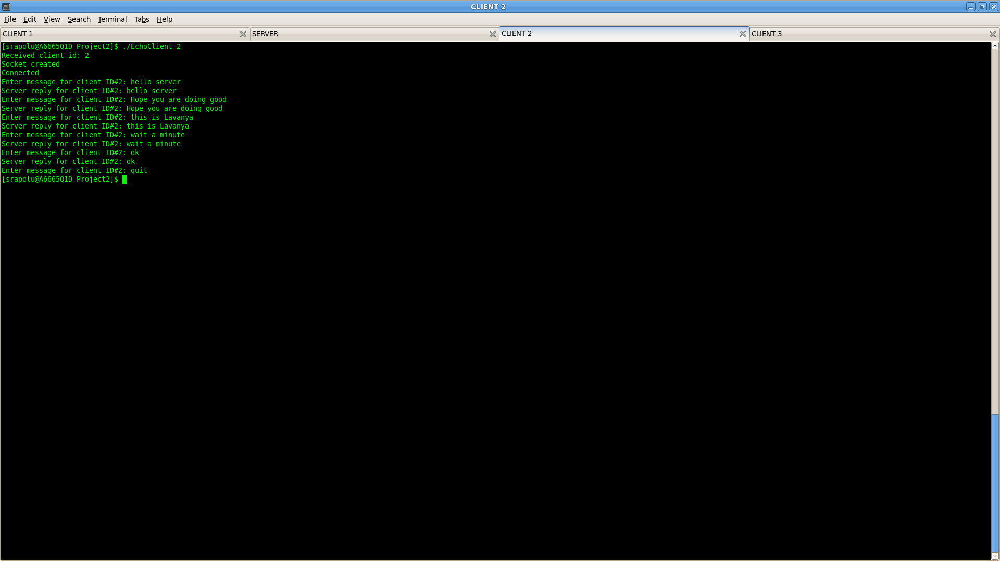 CLIENT 2
File Edit View Search Terminal Tabs Help
CLIENT 1 SERVER CLIENT 2 CLIENT 3
[srapolu@A6665Q1D Project2]$ ./EchoClient 2
Received client id: 2
Socket created
Connected
Enter message for client ID#2: hello server
Server reply for client ID#2: hello server
Enter message for client ID#2: Hope you are doing good
Server reply for client ID#2: Hope you are doing good
Enter message for client ID#2: this is Lavanya
Server reply for client ID#2: this is Lavanya
Enter message for client ID#2: wait a minute
Server reply for client ID#2: wait a minute
Enter message for client ID#2: ok
Server reply for client ID#2: ok
Enter message for client ID#2: quit
[srapolu@A6665Q1D Project2]$